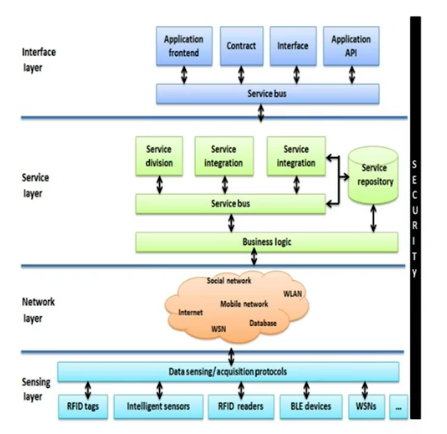 Interface layer
Application frontend
Contract
Interface
Application API
Service bus
Service layer
Service division
Service integration
Service integration
Service repository
Service bus
Business logic
Network layer
Social network
WLAN
Mobile network
Internet
Database
WSN
Sensing layer
Data sensing/acquisition protocols
RFID tags
Intelligent sensors
RFID readers
BLE devices
WSNs
...
SECURITY